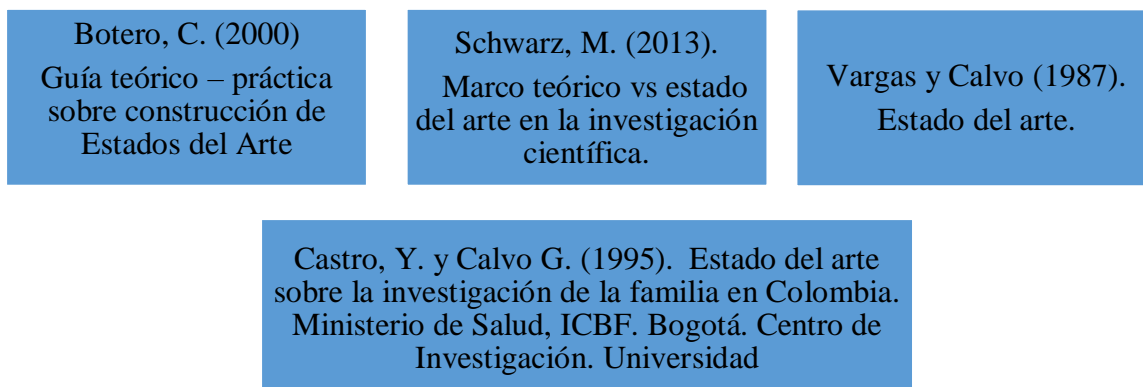 Botero, C. (2000)
Guía teórico – práctica
sobre construcción de
Estados del Arte
Schwarz, M. (2013).
Marco teórico vs estado
del arte en la investigación
científica.
Vargas y Calvo (1987).
Estado del arte.
Castro, Y. y Calvo G. (1995). Estado del arte
sobre la investigación de la familia en Colombia.
Ministerio de Salud, ICBF. Bogotá. Centro de
Investigación. Universidad